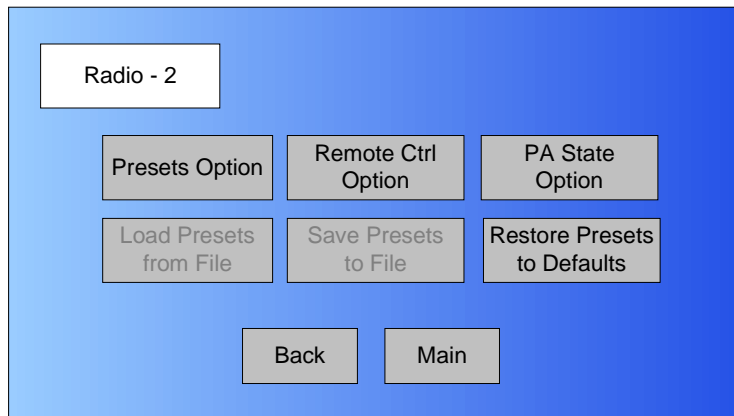 Radio - 2
Presets Option
Remote Ctrl
Option
PA State
Option
Load Presets
from File
Save Presets
to File
Restore Presets
to Defaults
Back
Main